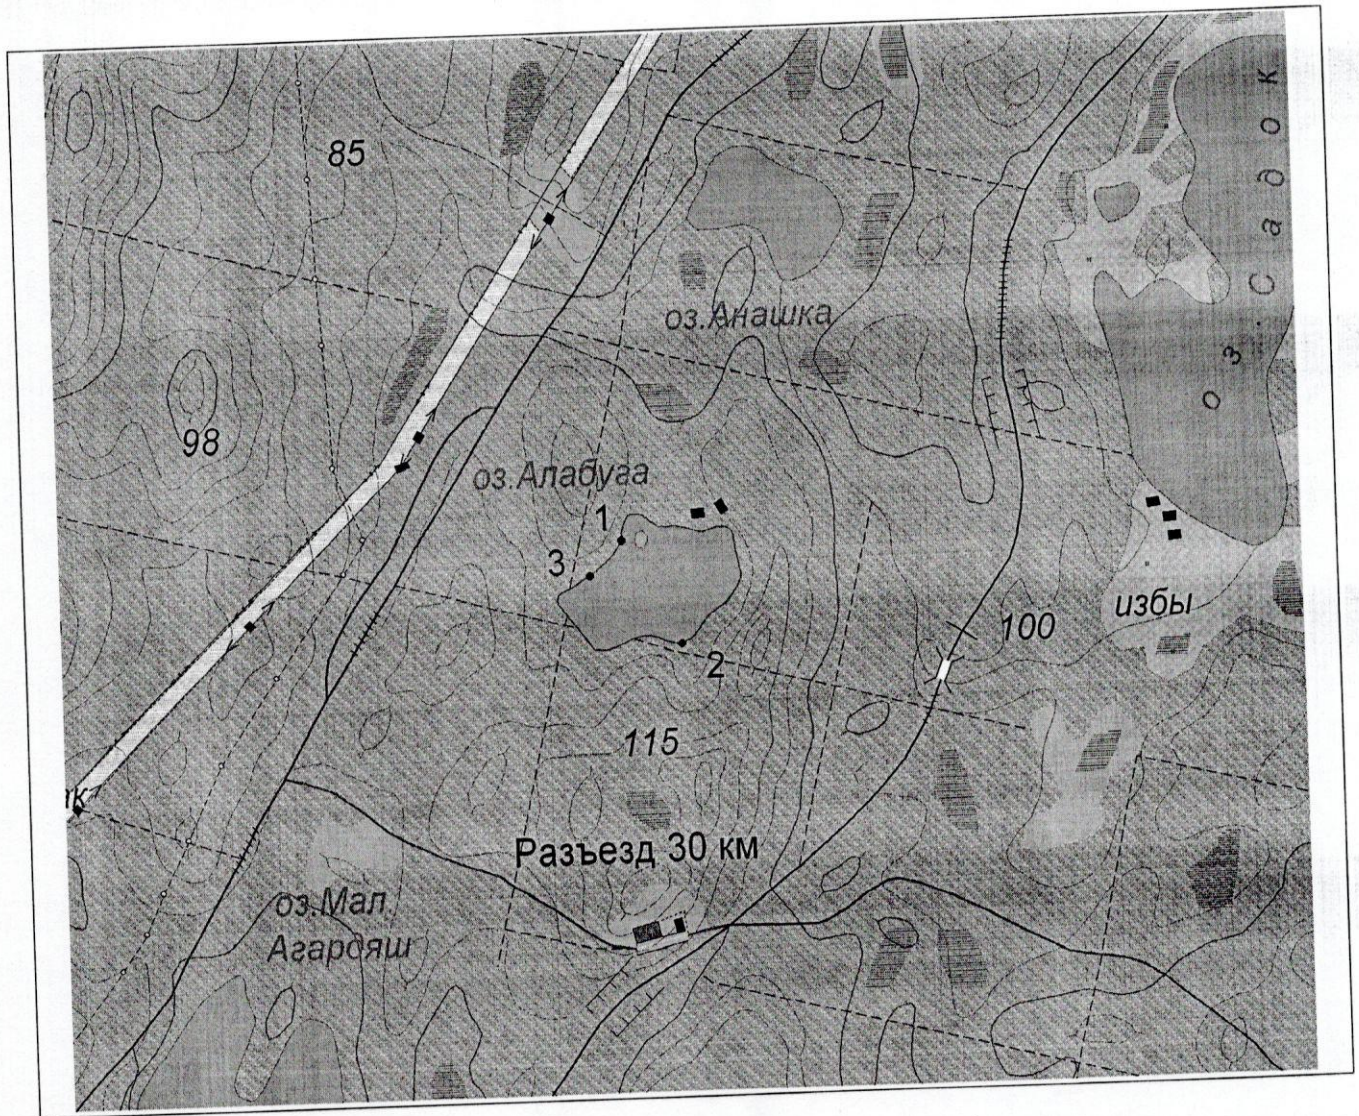 85
оз. Садок
оз.Анашка
98
оз.Алабуга
1
3
избы
100
2
115
Разъезд 30 км
оз.Мал.
Агардяш